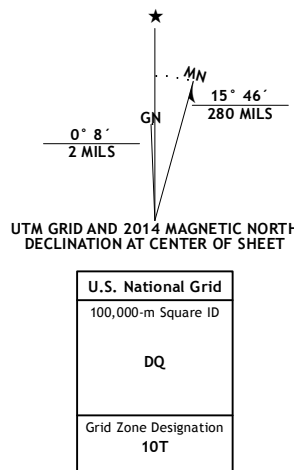 MN
GN
15° 46´
280 MILS
0° 8´
2 MILS
UTM GRID AND 2014 MAGNETIC NORTH
DECLINATION AT CENTER OF SHEET
U.S. National Grid
100,000-m Square ID
DQ
Grid Zone Designation
10T